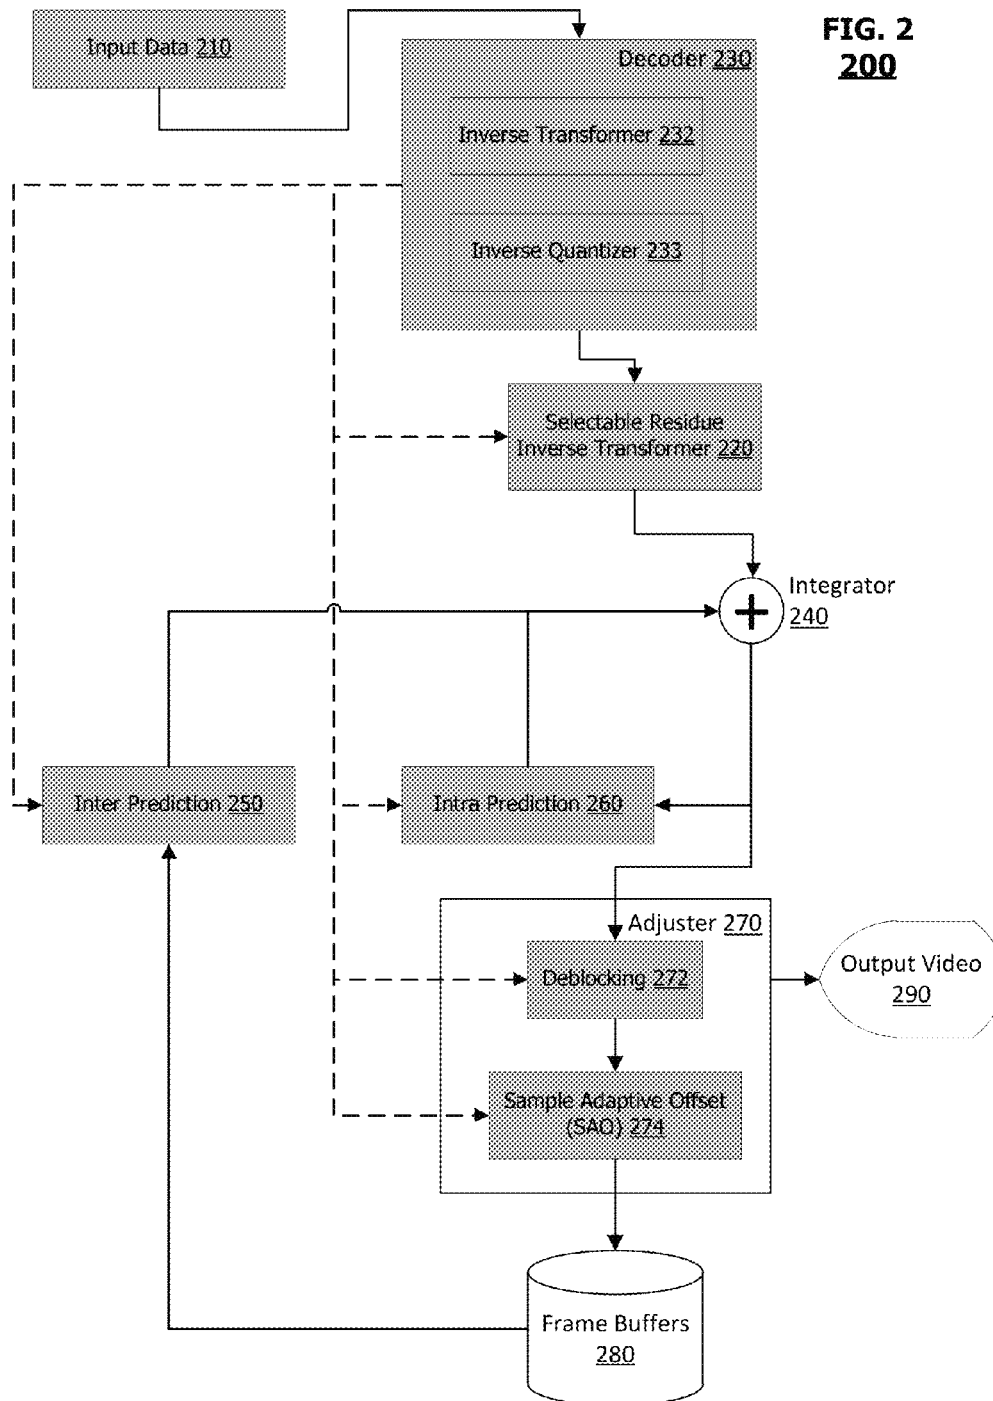 FIG. 2
200
Input Data 210
Decoder 230
Inverse Transformer 232
Inverse Quantizer 233
Selectable Residue
Inverse Transformer 220
Integrator
240
Inter Prediction 250
Intra Prediction 260
Adjuster 270
Deblocking 272
Output Video
290
Sample Adaptive Offset
(SAO) 274
Frame Buffers
280